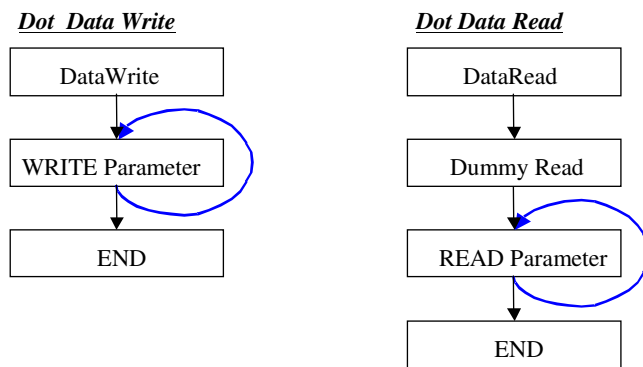 Dot Data Write
DataWrite
WRITE Parameter
END
Dot Data Read
DataRead
Dummy Read
READ Parameter
END